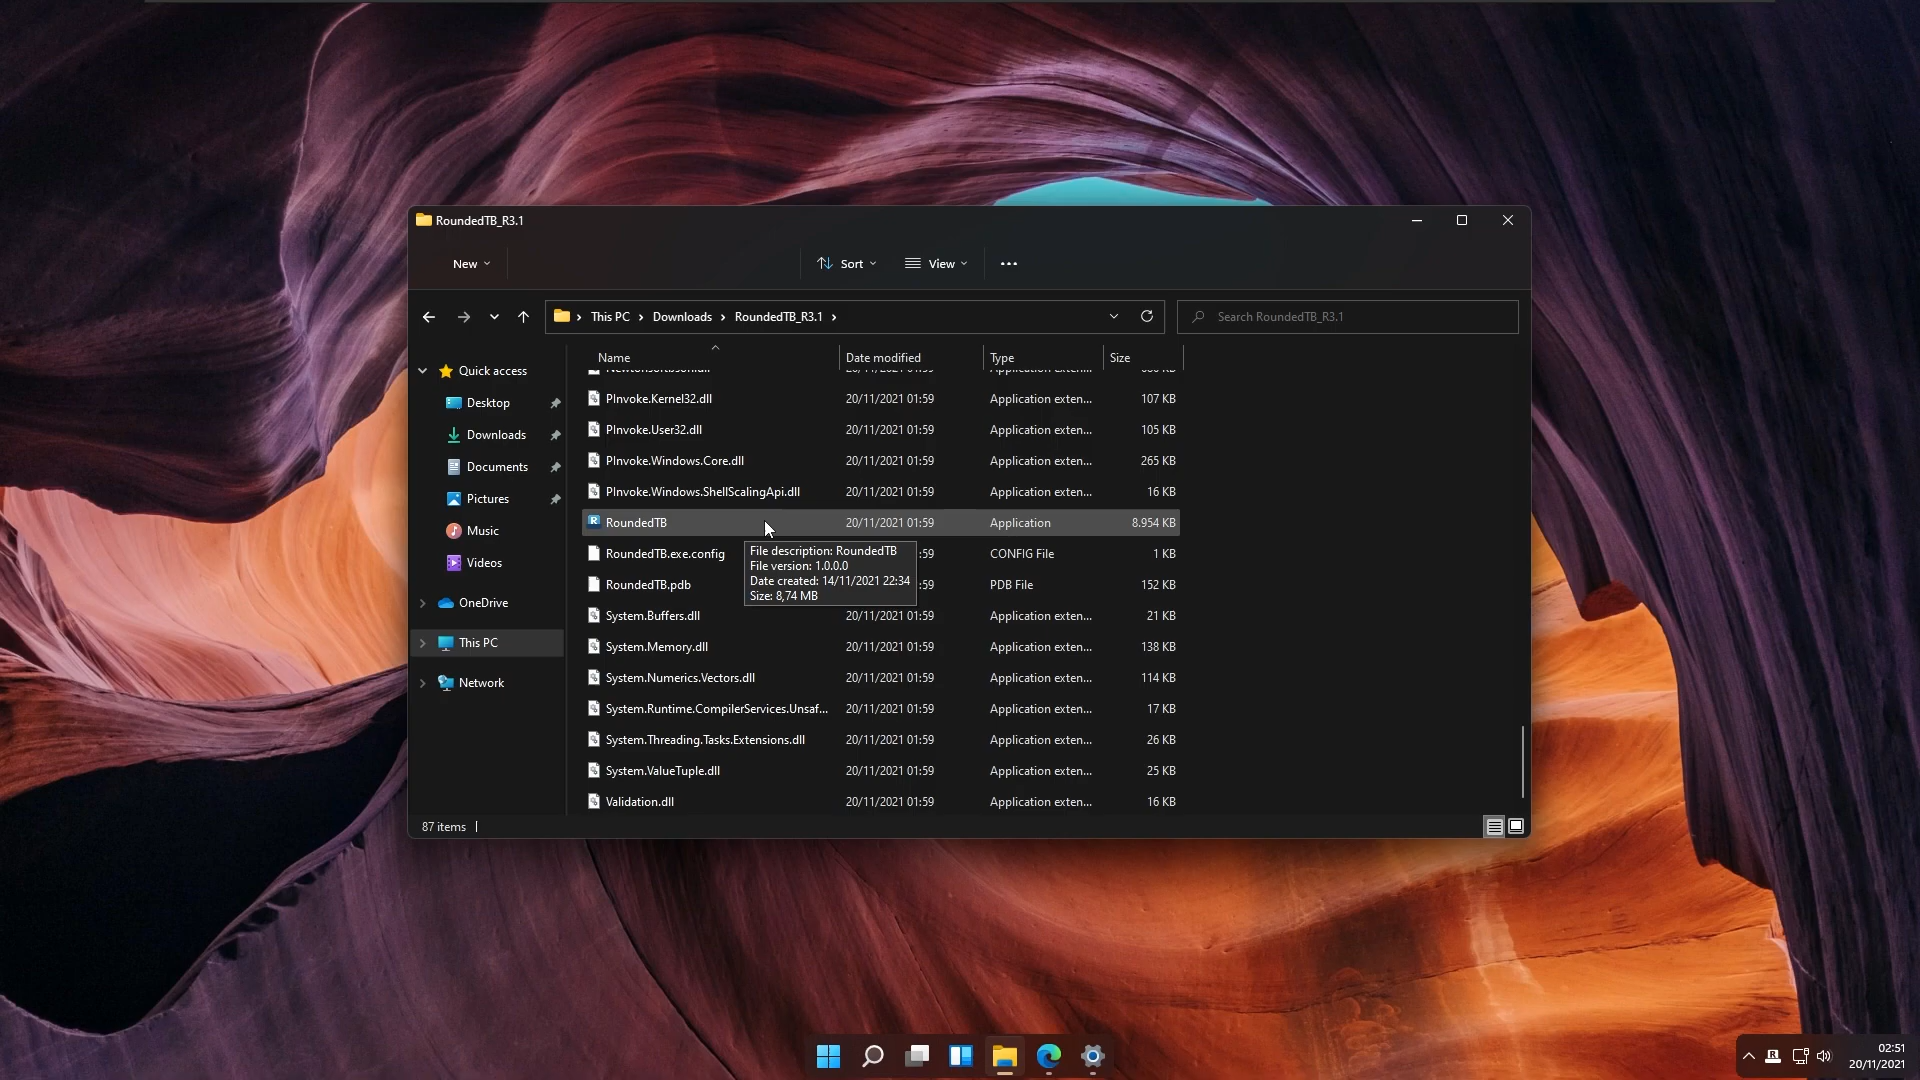 RoundedTB_R3.1
New
Sort
View
This PC
Downloads
RoundedTB_R3.1
Search RoundedTB_R3.1
Name
Date modified
Type
Size
Quick access
Desktop
Downloads
Documents
Pictures
Music
Videos
OneDrive
This PC
Network
PInvoke.Kernel32.dll 20/11/2021 01:59 Application exten... 107 KB
PInvoke.User32.dll 20/11/2021 01:59 Application exten... 105 KB
PInvoke.Windows.Core.dll 20/11/2021 01:59 Application exten... 265 KB
PInvoke.Windows.ShellScalingApi.dll 20/11/2021 01:59 Application exten... 16 KB
RoundedTB 20/11/2021 01:59 Application 8.954 KB
RoundedTB.exe.config :59 CONFIG File 1 KB
RoundedTB.pdb :59 PDB File 152 KB
File description: RoundedTB
File version: 1.0.0.0
Date created: 14/11/2021 22:34
Size: 8,74 MB
System.Buffers.dll 20/11/2021 01:59 Application exten... 21 KB
System.Memory.dll 20/11/2021 01:59 Application exten... 138 KB
System.Numerics.Vectors.dll 20/11/2021 01:59 Application exten... 114 KB
System.Runtime.CompilerServices.Unsaf... 20/11/2021 01:59 Application exten... 17 KB
System.Threading.Tasks.Extensions.dll 20/11/2021 01:59 Application exten... 26 KB
System.ValueTuple.dll 20/11/2021 01:59 Application exten... 25 KB
Validation.dll 20/11/2021 01:59 Application exten... 16 KB
87 items
02:51
20/11/2021